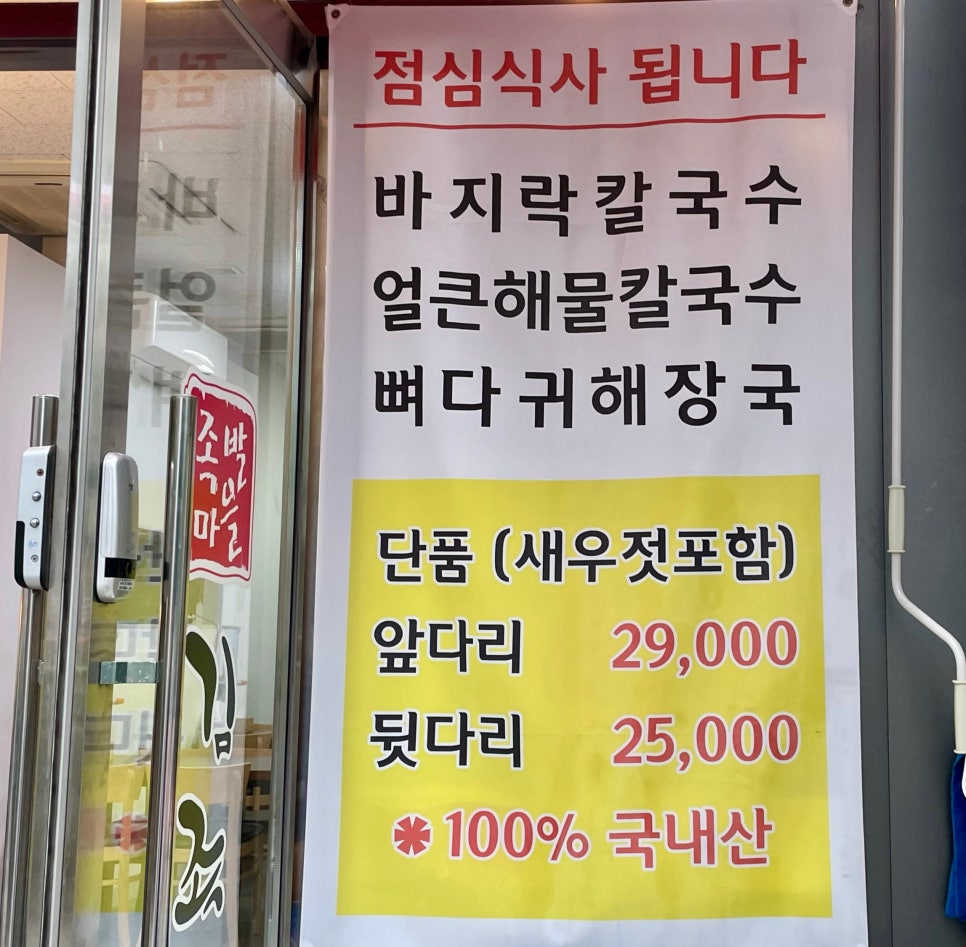 점심식사 됩니다
바지락칼국수
얼큰해물칼국수
뼈다귀해장국
단품 (새우젓포함)
앞다리 29,000
뒷다리 25,000
*100% 국내산
족발
마을
김